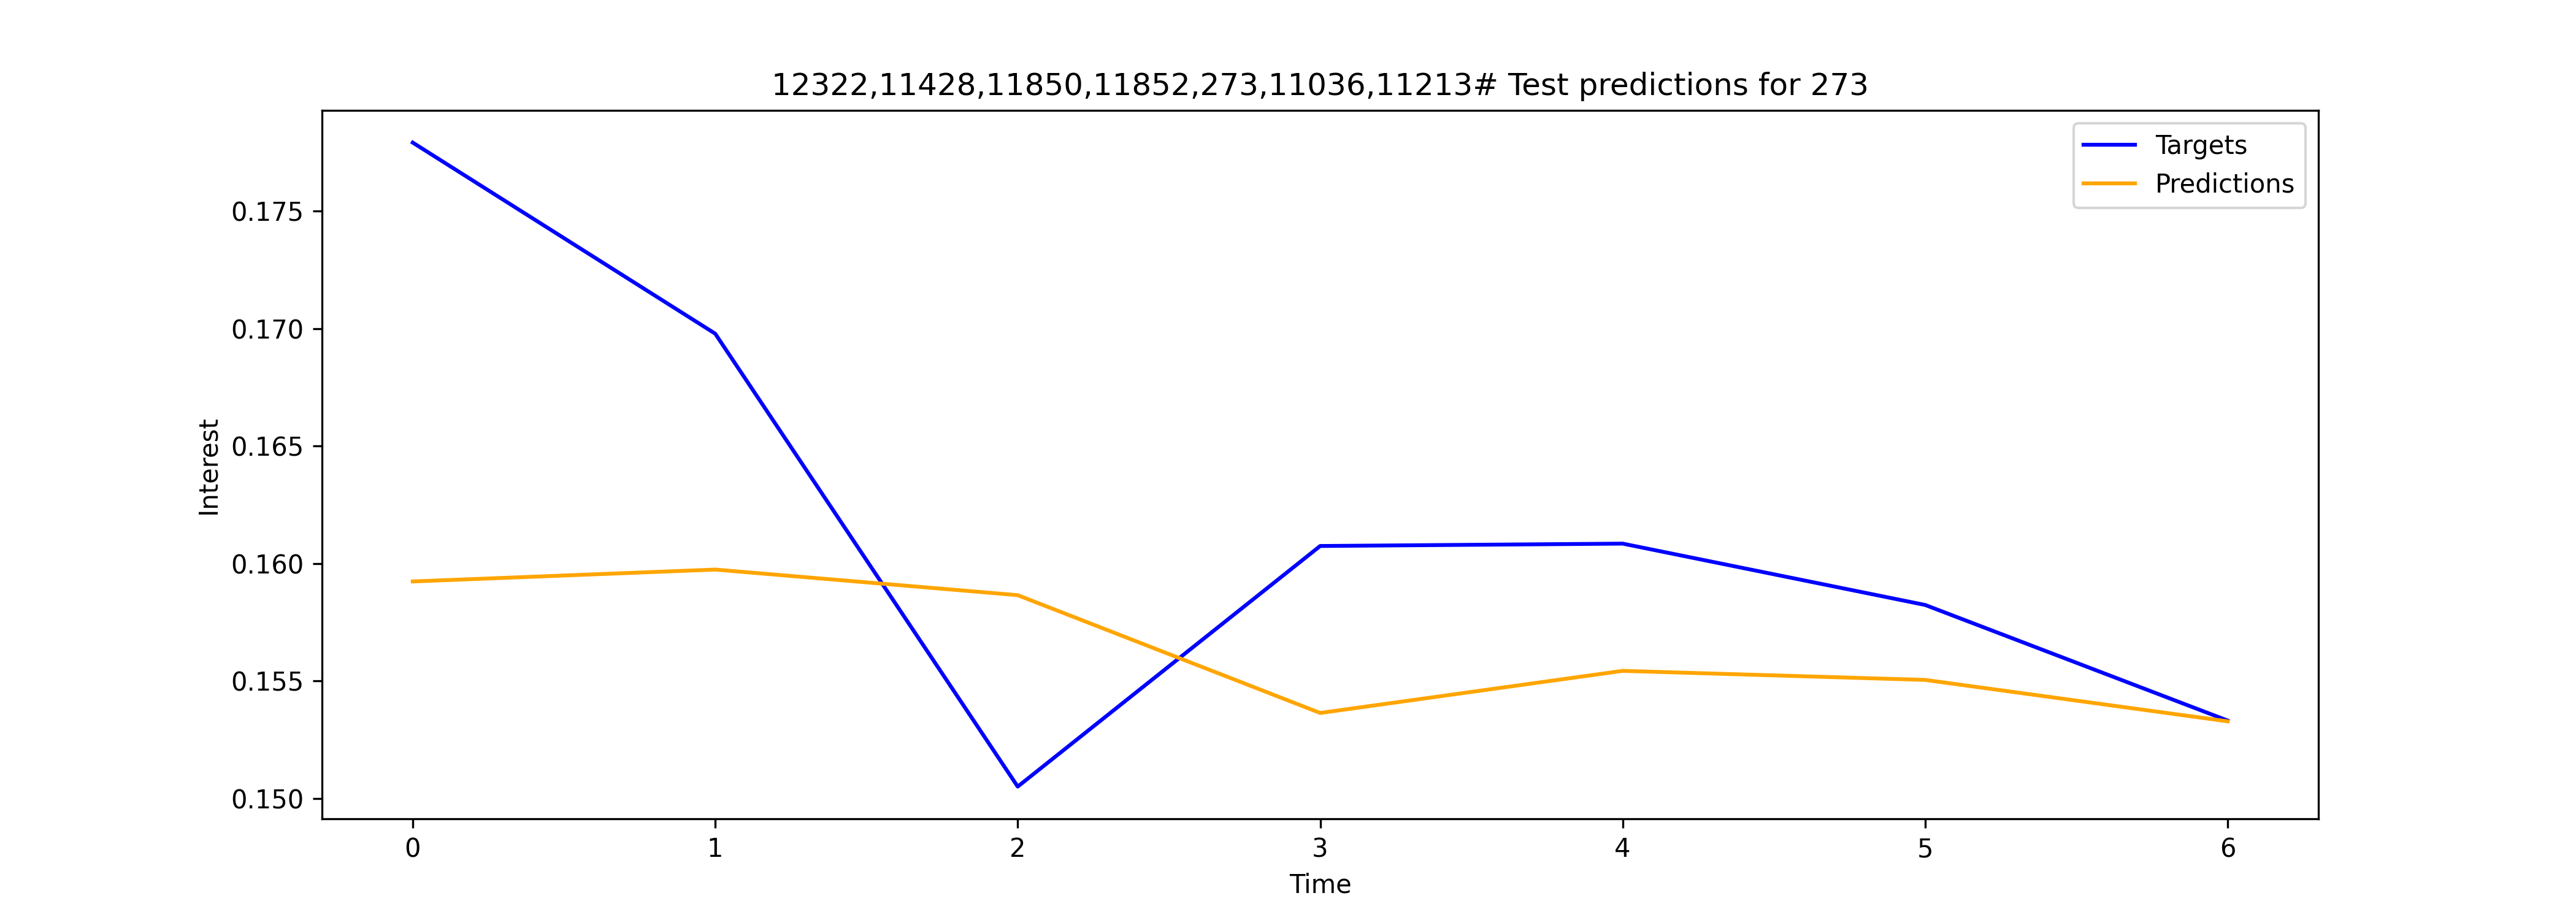 12322,11428,11850,11852,273,11036,11213# Test predictions for 273
Targets
Predictions
Interest
0.175
0.170
0.165
0.160
0.155
0.150
0 1 2 3 4 5 6
Time